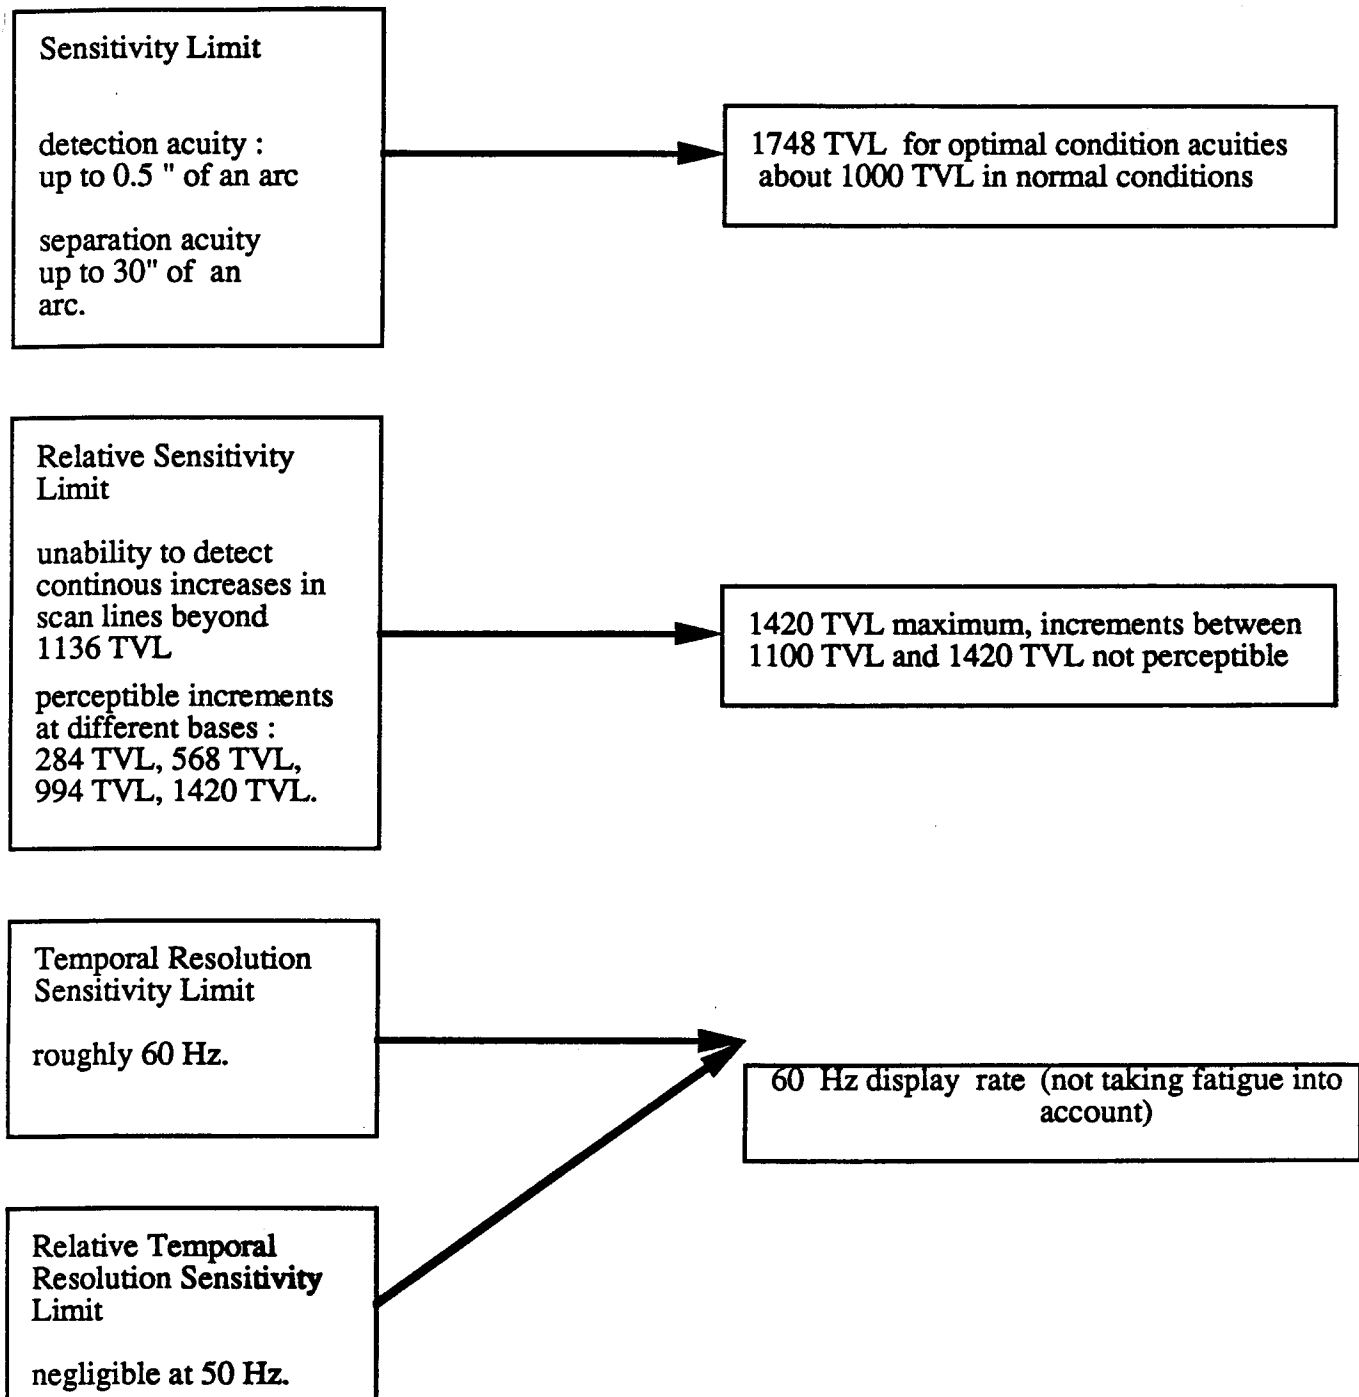 Sensitivity Limit
detection acuity :
up to 0.5 " of an arc
separation acuity
up to 30" of an
arc.
1748 TVL for optimal condition acuities
about 1000 TVL in normal conditions
Relative Sensitivity
Limit
unability to detect
continous increases in
scan lines beyond
1136 TVL
perceptible increments
at different bases :
284 TVL, 568 TVL,
994 TVL, 1420 TVL.
1420 TVL maximum, increments between
1100 TVL and 1420 TVL not perceptible
Temporal Resolution
Sensitivity Limit
roughly 60 Hz.
60 Hz display rate (not taking fatigue into
account)
Relative Temporal
Resolution Sensitivity
Limit
negligible at 50 Hz.